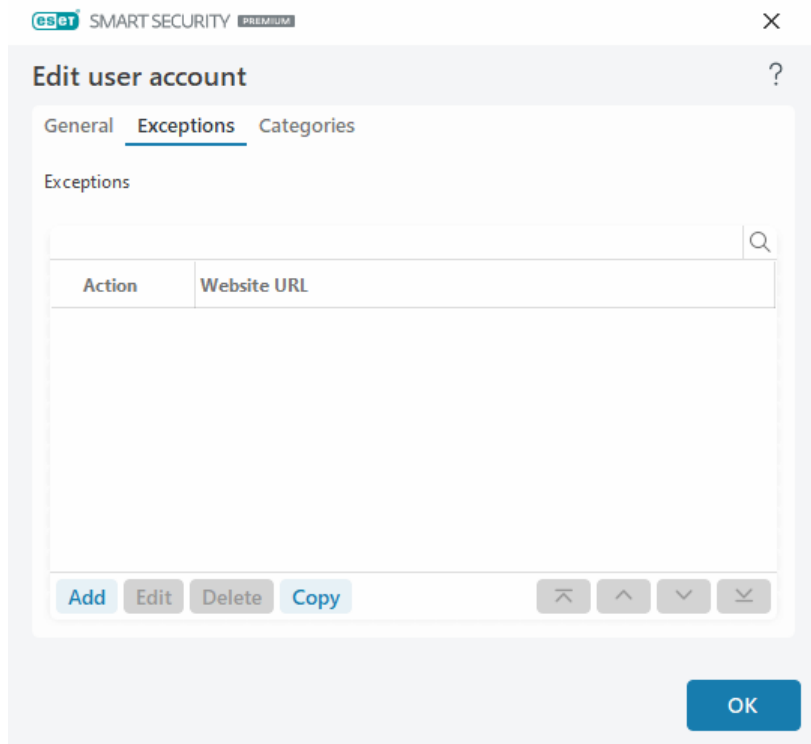 eset SMART SECURITY PREMIUM
Edit user account
?
General Exceptions Categories
Exceptions
Action Website URL
Add Edit Delete Copy
OK